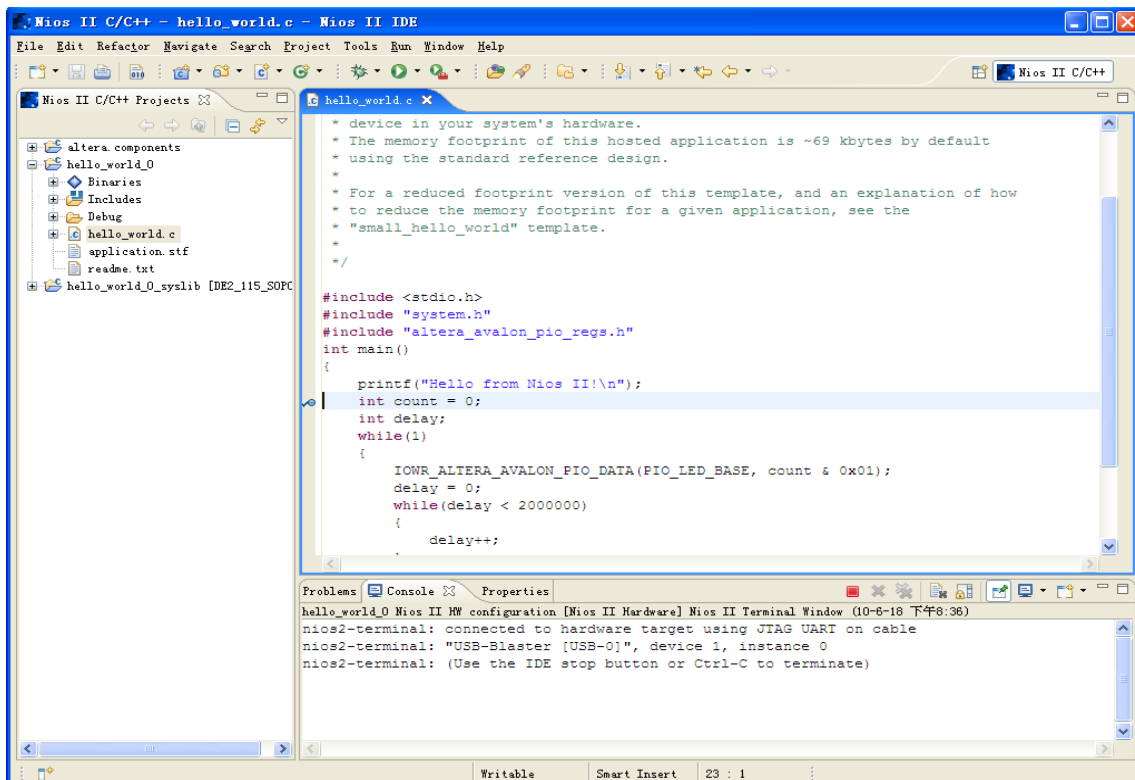 Nios II C/C++ - hello_world.c - Nios II IDE
File Edit Refactor Navigate Search Project Tools Run Window Help
Nios II C/C++
Nios II C/C++ Projects
altera.components
hello_world_0
Binaries
Includes
Debug
hello_world.c
application.stf
readme.txt
hello_world_0_syslib [DE2_115_SOPC
hello_world.c
* device in your system's hardware.
* The memory footprint of this hosted application is ~69 kbytes by default
* using the standard reference design.
*
* For a reduced footprint version of this template, and an explanation of how
* to reduce the memory footprint for a given application, see the
* "small_hello_world" template.
*
*/
#include <stdio.h>
#include "system.h"
#include "altera_avalon_pio_regs.h"
int main()
{
printf("Hello from Nios II!\n");
int count = 0;
int delay;
while(1)
{
IOWR_ALTERA_AVALON_PIO_DATA(PIO_LED_BASE, count & 0x01);
delay = 0;
while(delay < 2000000)
{
delay++;
Problems Console Properties
hello_world_0 Nios II HW configuration [Nios II Hardware] Nios II Terminal Window (10-6-18 下午8:36)
nios2-terminal: connected to hardware target using JTAG UART on cable
nios2-terminal: "USB-Blaster [USB-0]", device 1, instance 0
nios2-terminal: (Use the IDE stop button or Ctrl-C to terminate)
Writable Smart Insert 23 : 1